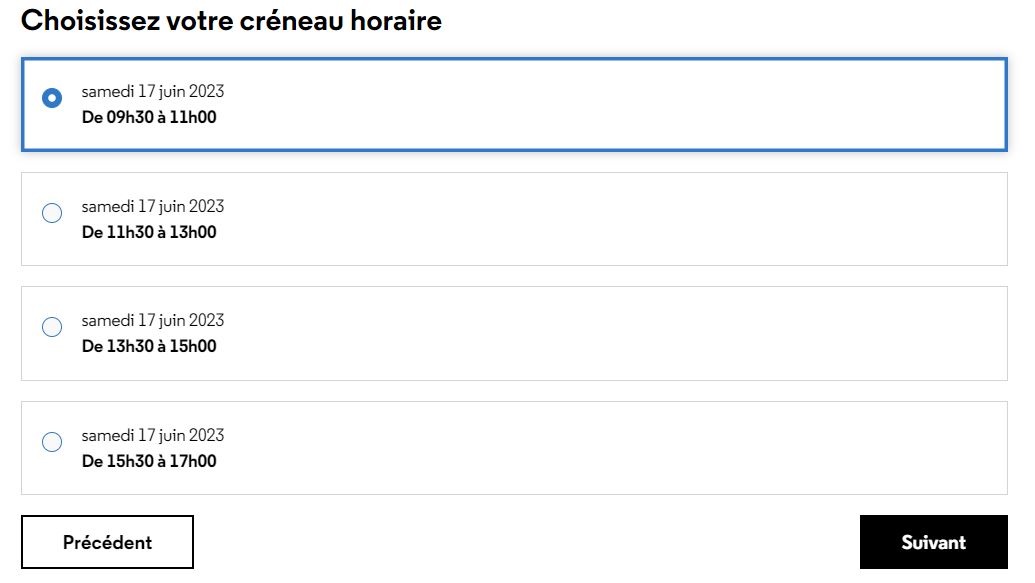 Choisissez votre créneau horaire
samedi 17 juin 2023
De 09h30 à 11h00
samedi 17 juin 2023
De 11h30 à 13h00
samedi 17 juin 2023
De 13h30 à 15h00
samedi 17 juin 2023
De 15h30 à 17h00
Précédent
Suivant